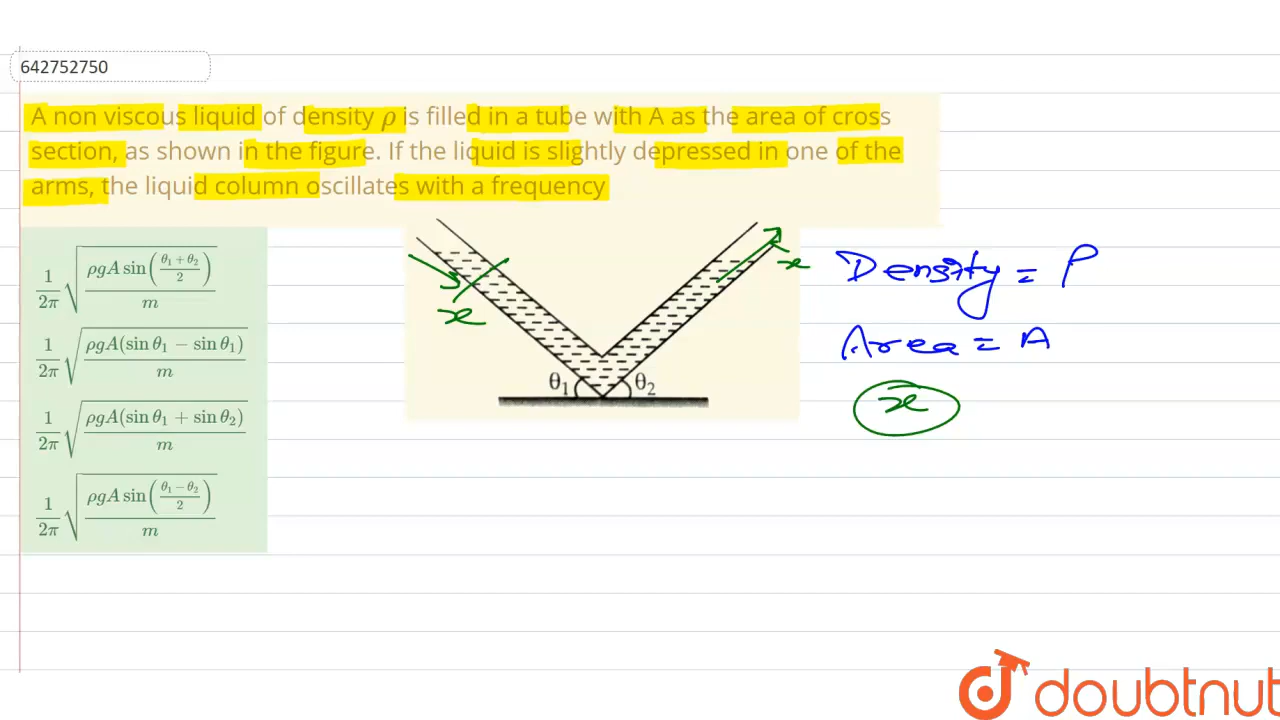 642752750
A non viscous liquid of density ρ is filled in a tube with A as the area of cross
section, as shown in the figure. If the liquid is slightly depressed in one of the
arms, the liquid column oscillates with a frequency
1/2π √(ρgA sin((θ₁+θ₂)/2)/m)
1/2π √(ρgA(sin θ₁ − sin θ₁)/m)
1/2π √(ρgA(sin θ₁ + sin θ₂)/m)
1/2π √(ρgA sin((θ₁−θ₂)/2)/m)
x
x
θ₁ θ₂
Density = ρ
Area = A
x
doubtnut